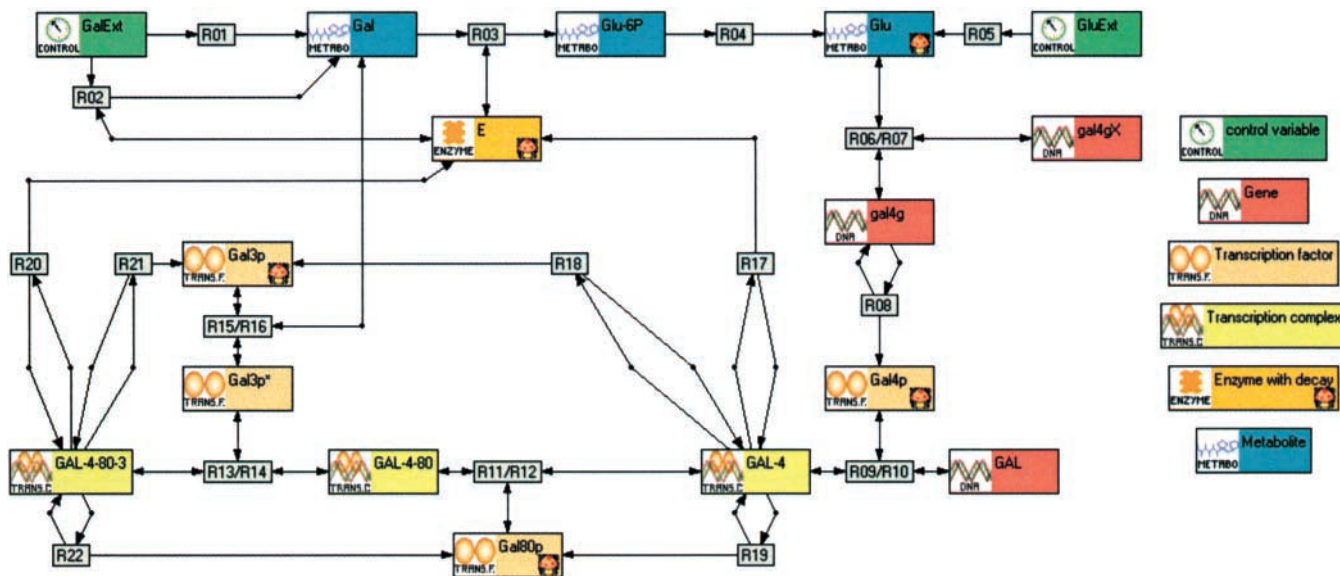 GalExt
CONTROL
R01
Gal
METABO
R03
Glu-6P
METABO
R04
Glu
METABO
R05
GluExt
CONTROL
R02
E
ENZYME
R06/R07
gal4gX
DNA
control variable
CONTROL
gal4g
DNA
Gene
DNA
R20
R21
Gal3p
TRANS.F.
R18
R17
Transcription factor
TRANS.F.
R08
R15/R16
Transcription complex
TRANS.C
Gal3p*
TRANS.F.
Gal4p
TRANS.F.
Enzyme with decay
ENZYME
Metabolite
METABO
GAL-4-80-3
TRANS.C
R13/R14
GAL-4-80
TRANS.C
R11/R12
GAL-4
TRANS.C
R09/R10
GAL
DNA
R22
Gal80p
TRANS.F.
R19